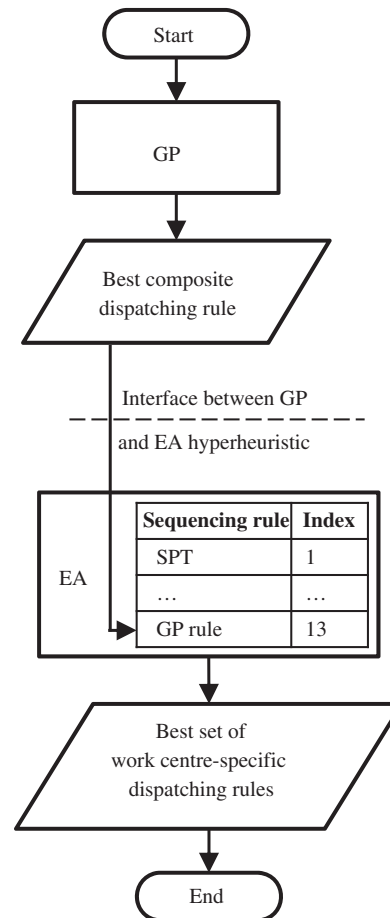 Start
GP
Best composite
dispatching rule
Interface between GP
and EA hyperheuristic
EA
Sequencing rule Index
SPT 1
… …
GP rule 13
Best set of
work centre-specific
dispatching rules
End